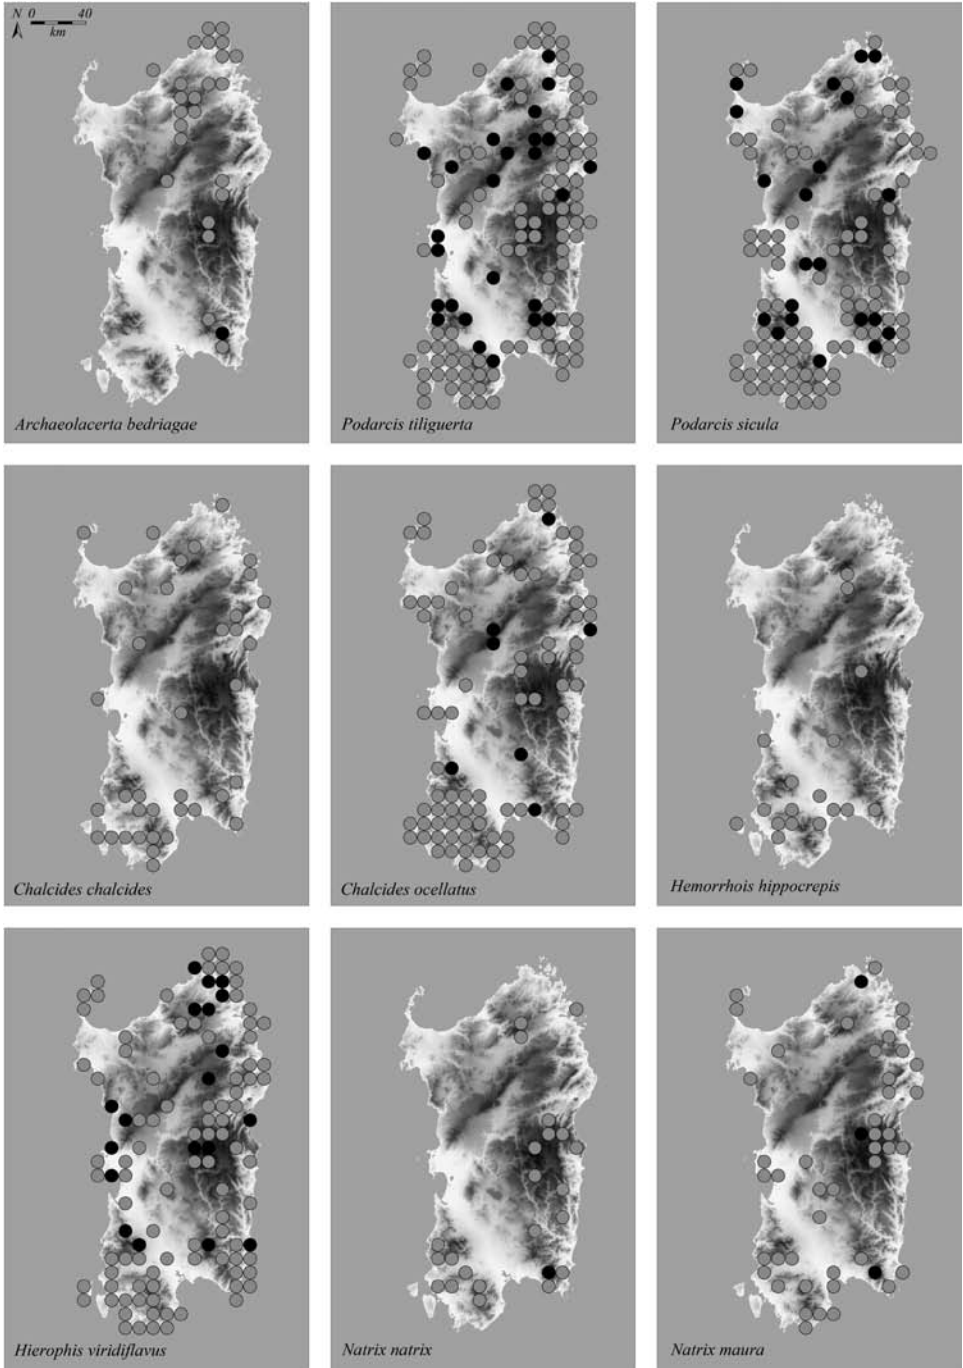 N 0 40
km
Archaeolacerta bedriagae
Podarcis tiliguerta
Podarcis sicula
Chalcides chalcides
Chalcides ocellatus
Hemorrhois hippocrepis
Hierophis viridiflavus
Natrix natrix
Natrix maura